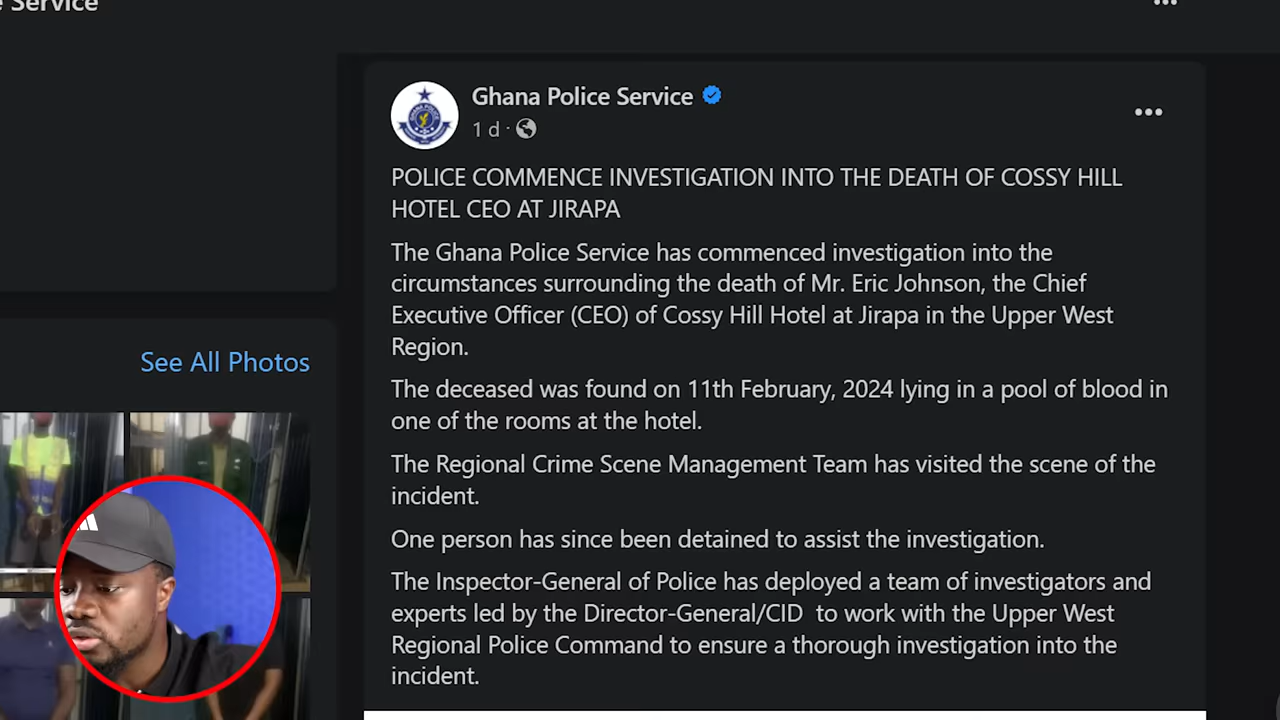 e Service
Ghana Police Service
1 d ·
POLICE COMMENCE INVESTIGATION INTO THE DEATH OF COSSY HILL
HOTEL CEO AT JIRAPA
The Ghana Police Service has commenced investigation into the
circumstances surrounding the death of Mr. Eric Johnson, the Chief
Executive Officer (CEO) of Cossy Hill Hotel at Jirapa in the Upper West
Region.
The deceased was found on 11th February, 2024 lying in a pool of blood in
one of the rooms at the hotel.
The Regional Crime Scene Management Team has visited the scene of the
incident.
One person has since been detained to assist the investigation.
The Inspector-General of Police has deployed a team of investigators and
experts led by the Director-General/CID  to work with the Upper West
Regional Police Command to ensure a thorough investigation into the
incident.
See All Photos